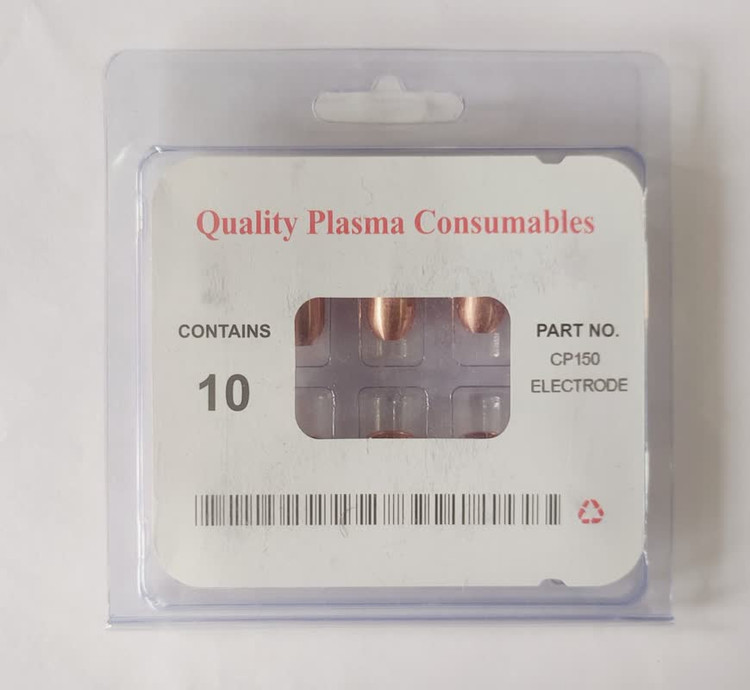 Quality Plasma Consumables
CONTAINS
10
PART NO.
CP150
ELECTRODE